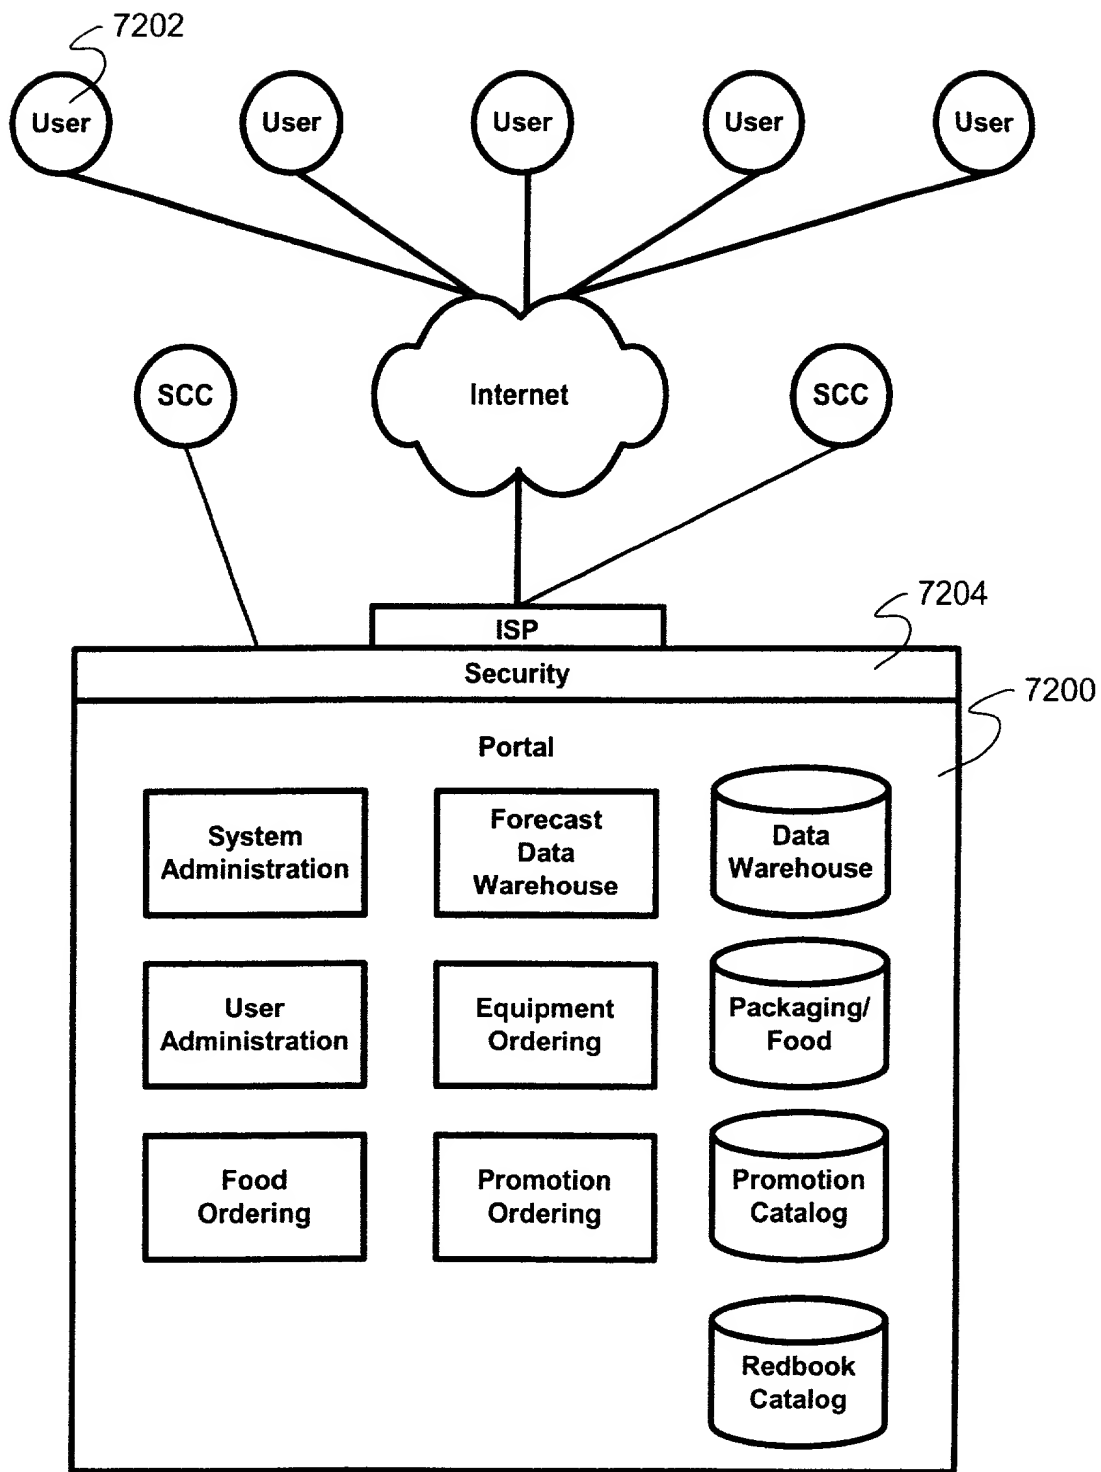 7202
User
User
User
User
User
SCC
Internet
SCC
ISP
7204
Security
7200
Portal
System
Administration
Forecast
Data
Warehouse
Data
Warehouse
User
Administration
Equipment
Ordering
Packaging/
Food
Food
Ordering
Promotion
Ordering
Promotion
Catalog
Redbook
Catalog